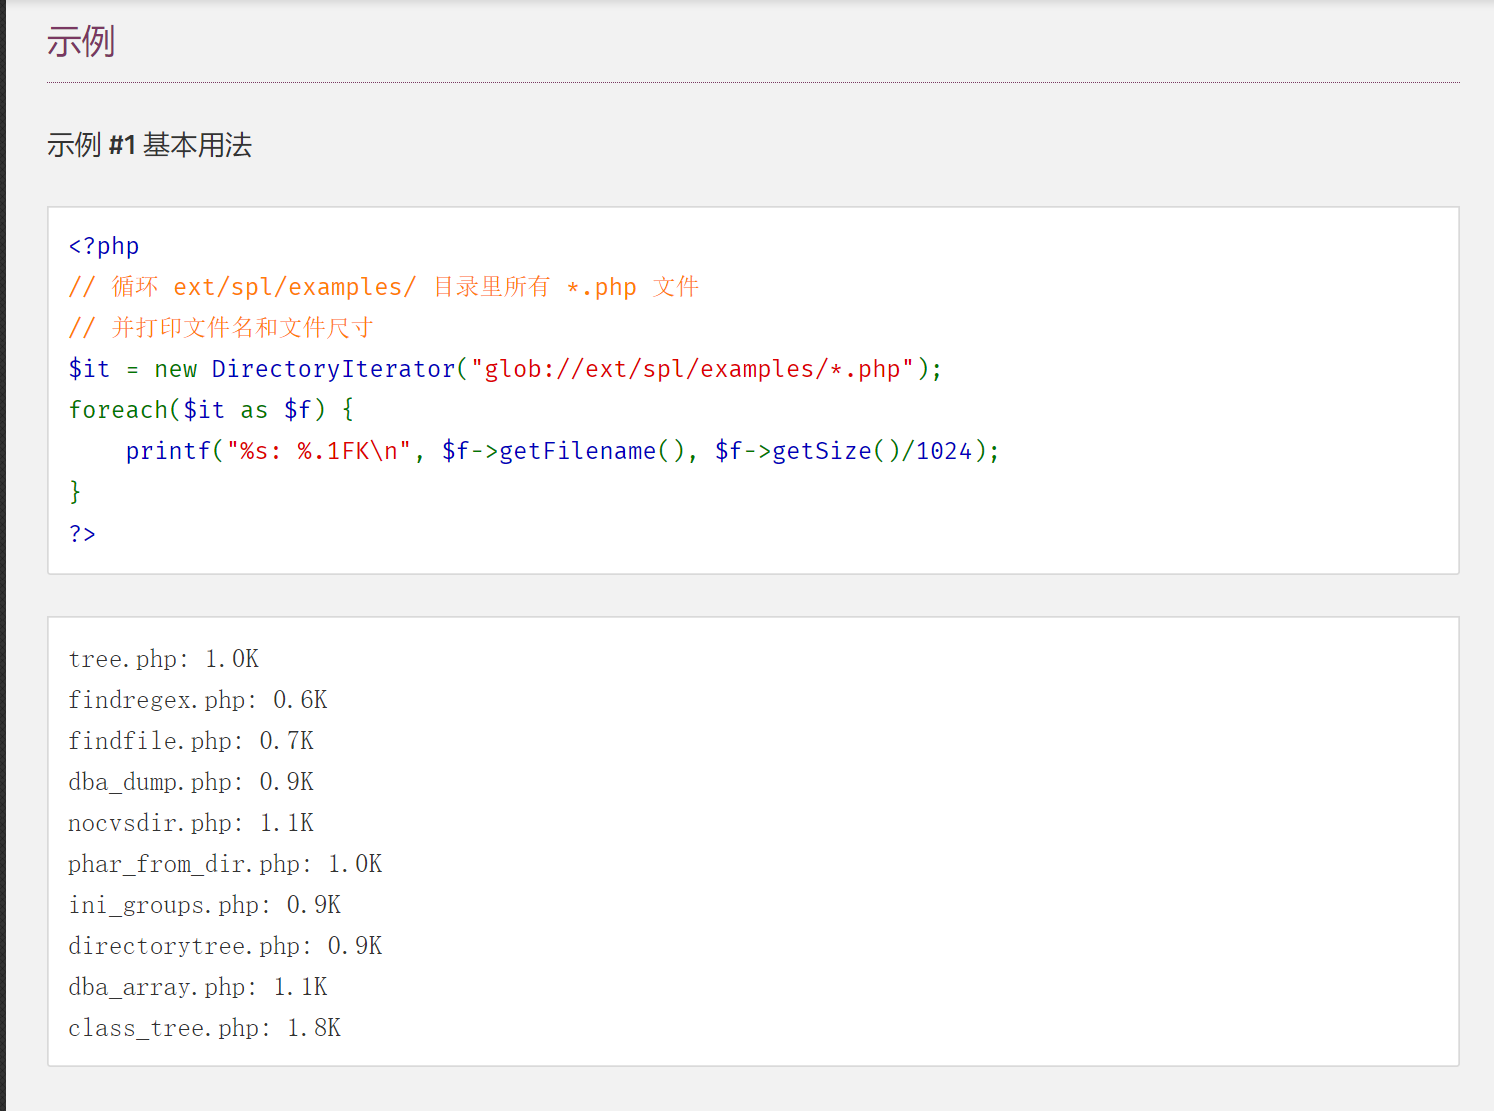 示例
示例 #1 基本用法
<?php
// 循环 ext/spl/examples/ 目录里所有 *.php 文件
// 并打印文件名和文件尺寸
$it = new DirectoryIterator("glob://ext/spl/examples/*.php");
foreach($it as $f) {
    printf("%s: %.1FK\n", $f->getFilename(), $f->getSize()/1024);
}
?>
tree.php: 1.0K
findregex.php: 0.6K
findfile.php: 0.7K
dba_dump.php: 0.9K
nocvsdir.php: 1.1K
phar_from_dir.php: 1.0K
ini_groups.php: 0.9K
directorytree.php: 0.9K
dba_array.php: 1.1K
class_tree.php: 1.8K